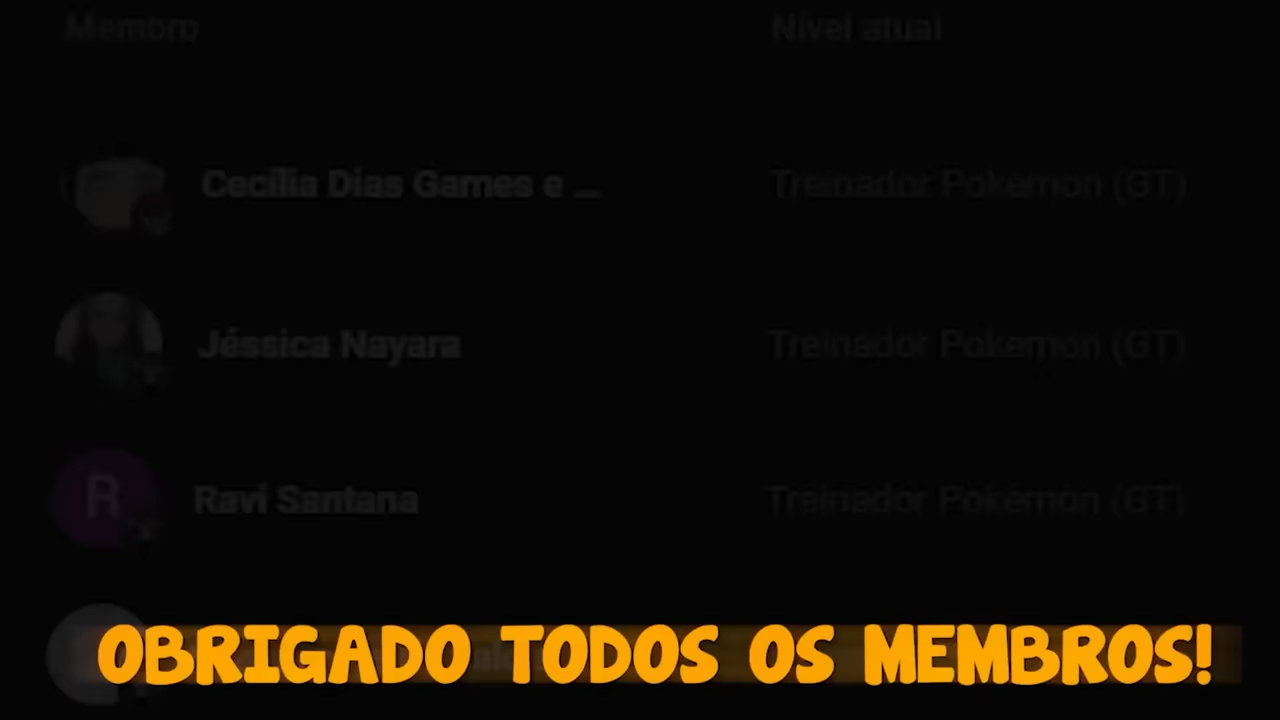 Membro Nível atual
Cecília Dias Games e ... Treinador Pokemon (GT)
Jéssica Nayara Treinador Pokemon (GT)
Ravi Santana Treinador Pokemon (GT)
OBRIGADO TODOS OS MEMBROS!